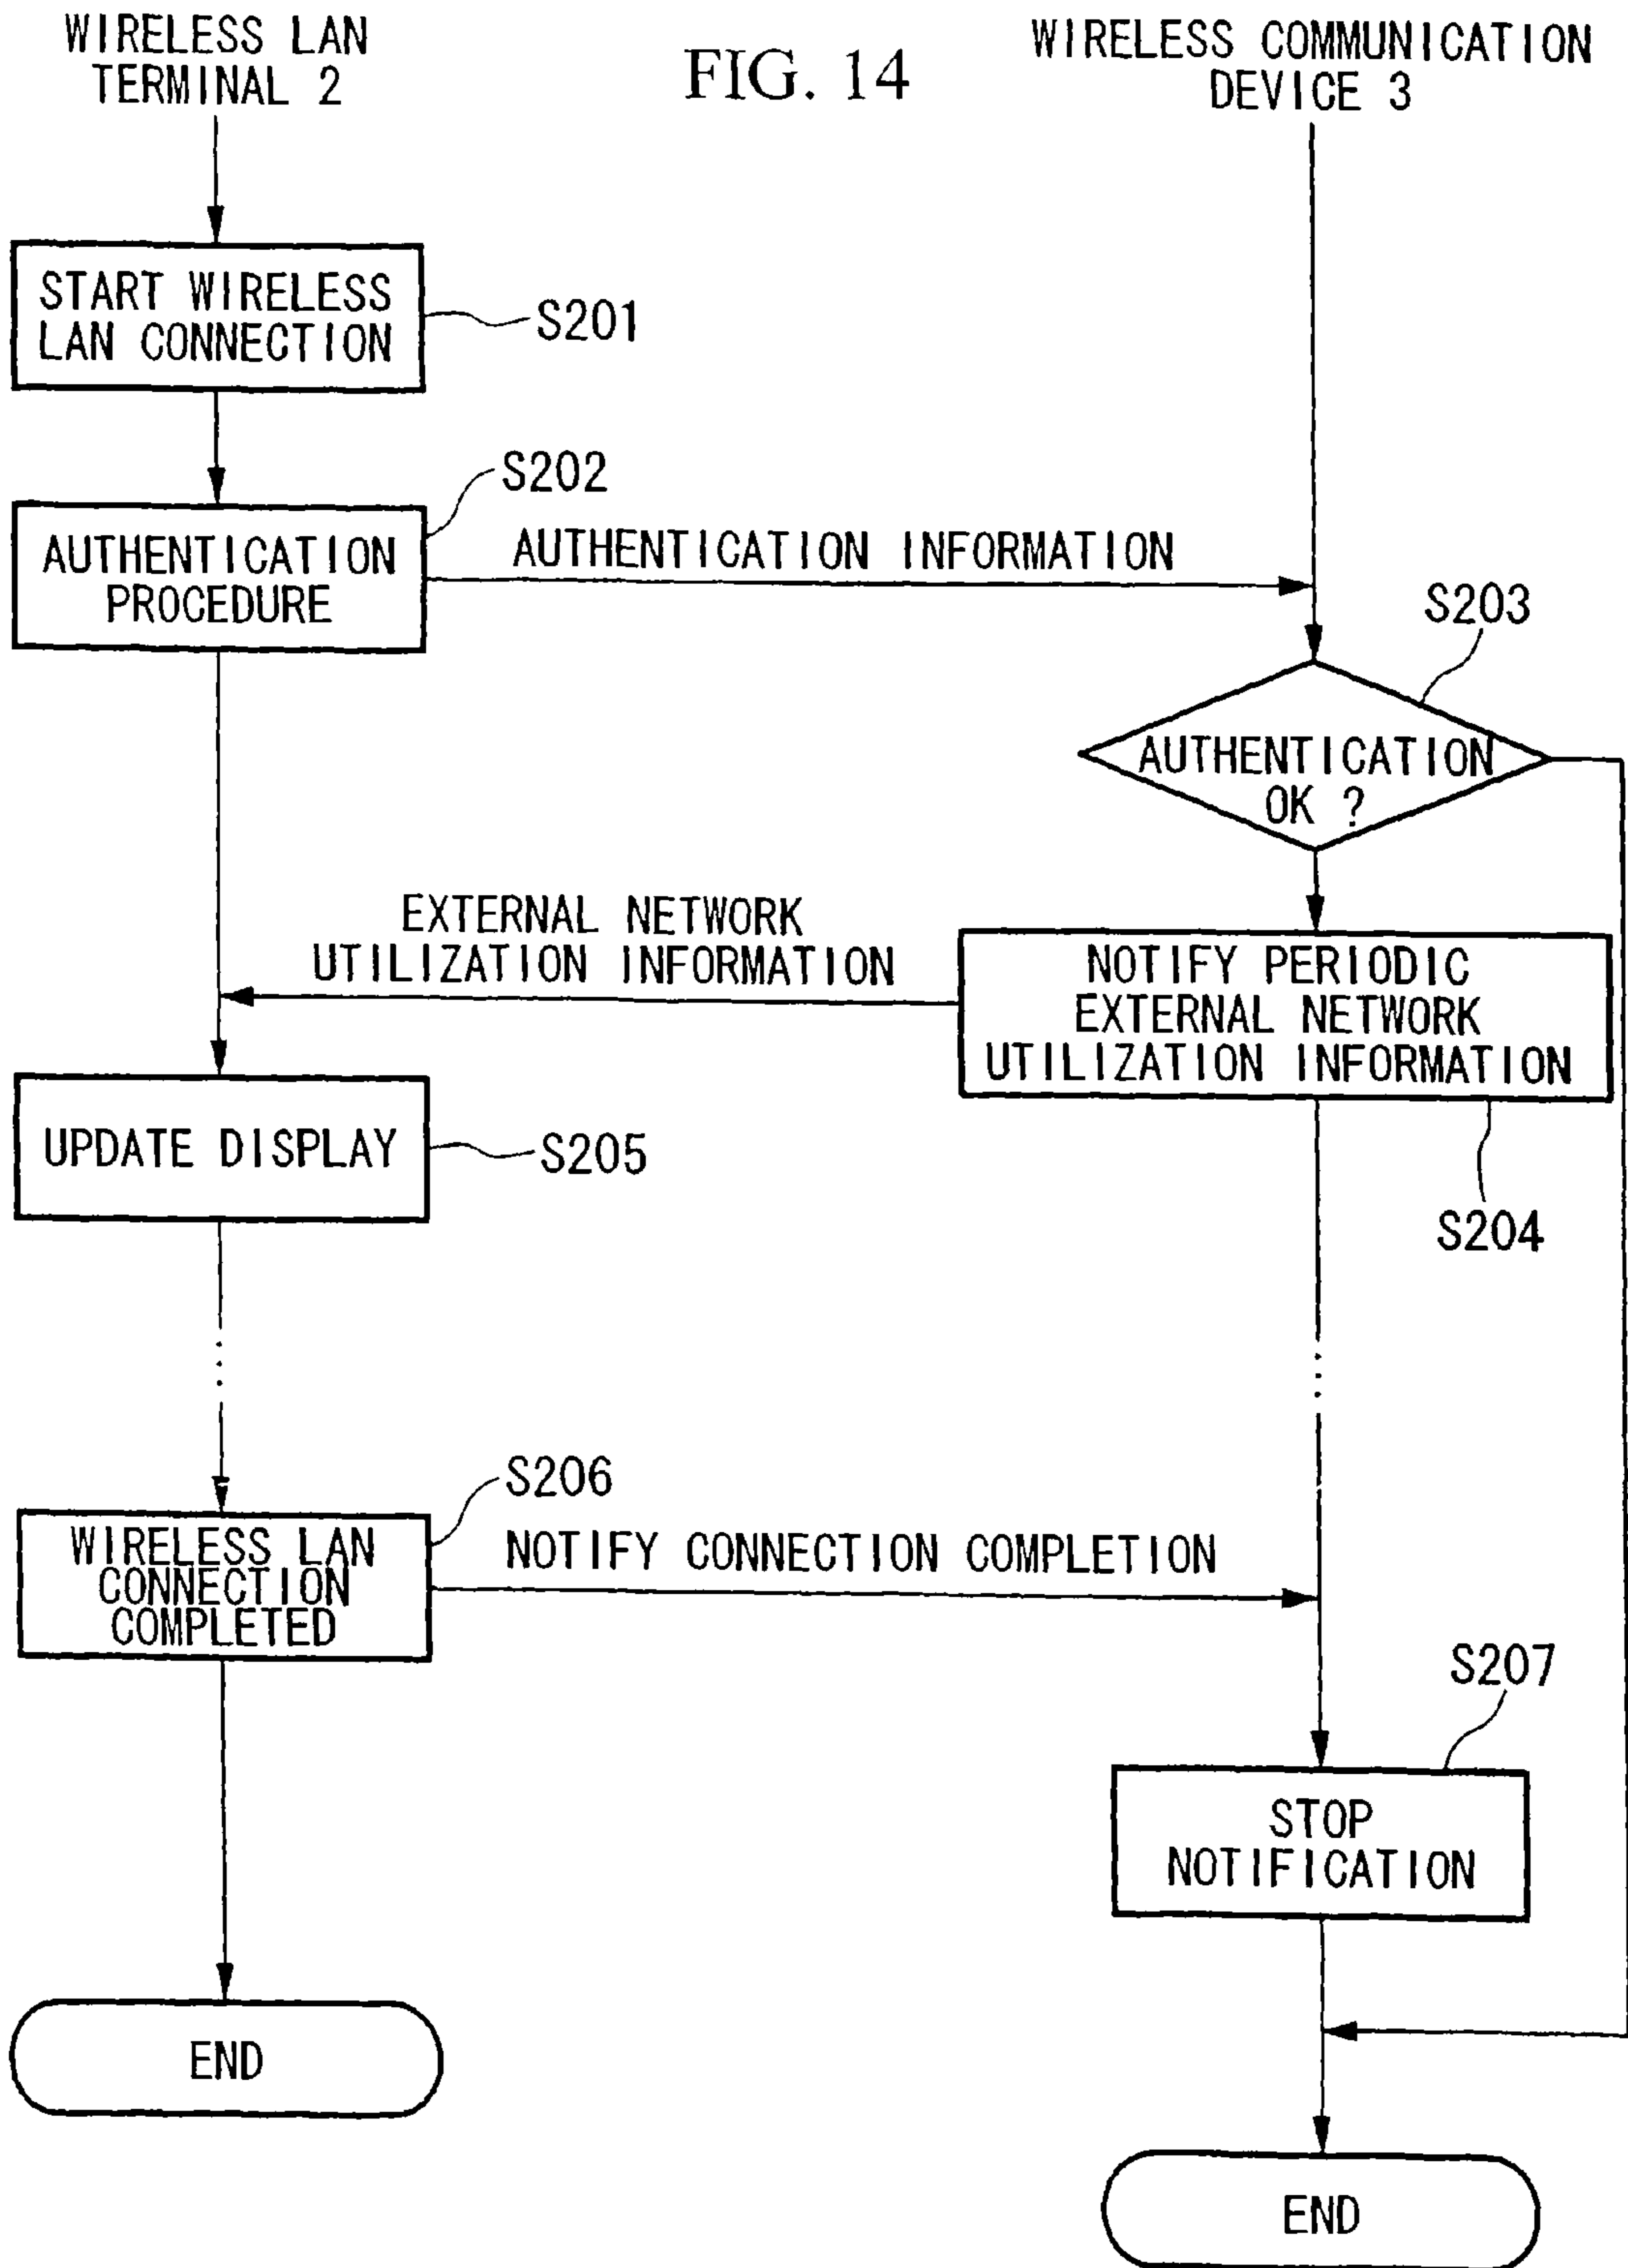 WIRELESS LAN
TERMINAL 2
FIG. 14
WIRELESS COMMUNICATION
DEVICE 3
START WIRELESS
LAN CONNECTION
S201
S202
AUTHENTICATION
PROCEDURE
AUTHENTICATION INFORMATION
S203
AUTHENTICATION
OK ?
EXTERNAL NETWORK
UTILIZATION INFORMATION
NOTIFY PERIODIC
EXTERNAL NETWORK
UTILIZATION INFORMATION
UPDATE DISPLAY
S205
S204
S206
WIRELESS LAN
CONNECTION
COMPLETED
NOTIFY CONNECTION COMPLETION
S207
STOP
NOTIFICATION
END
END